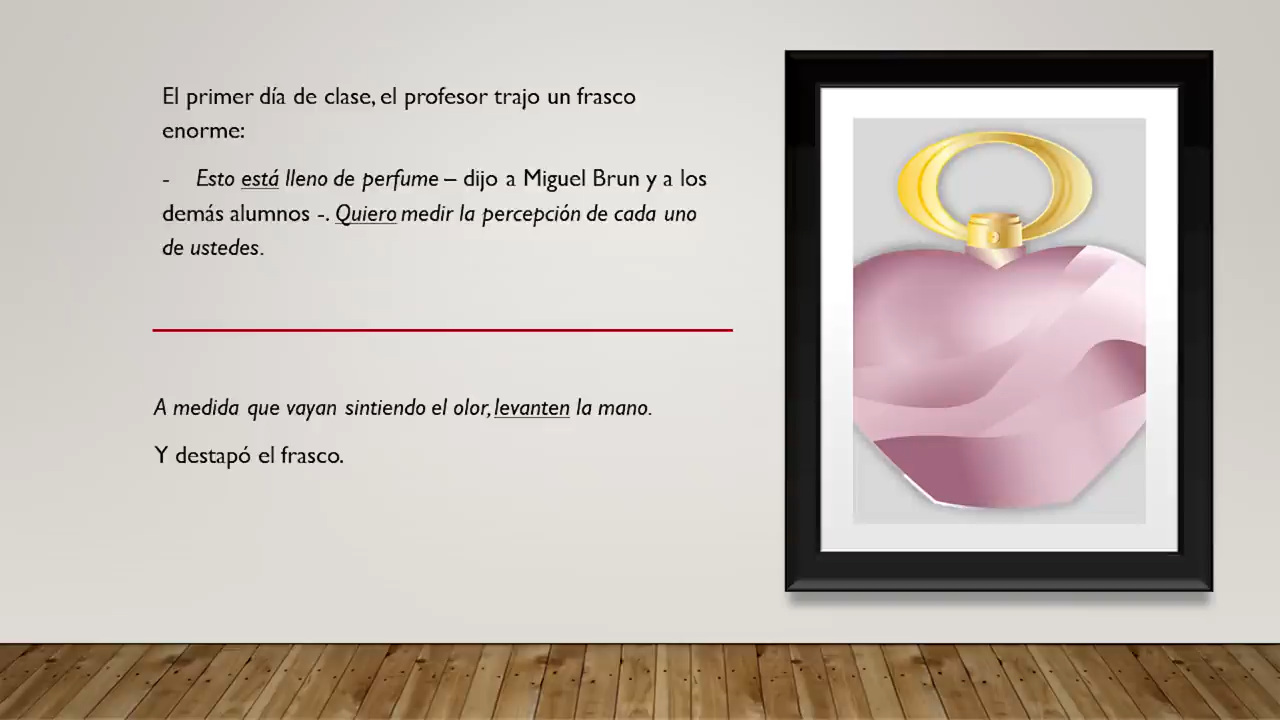 El primer día de clase, el profesor trajo un frasco
enorme:
- Esto está lleno de perfume – dijo a Miguel Brun y a los
demás alumnos -. Quiero medir la percepción de cada uno
de ustedes.
A medida que vayan sintiendo el olor, levanten la mano.
Y destapó el frasco.